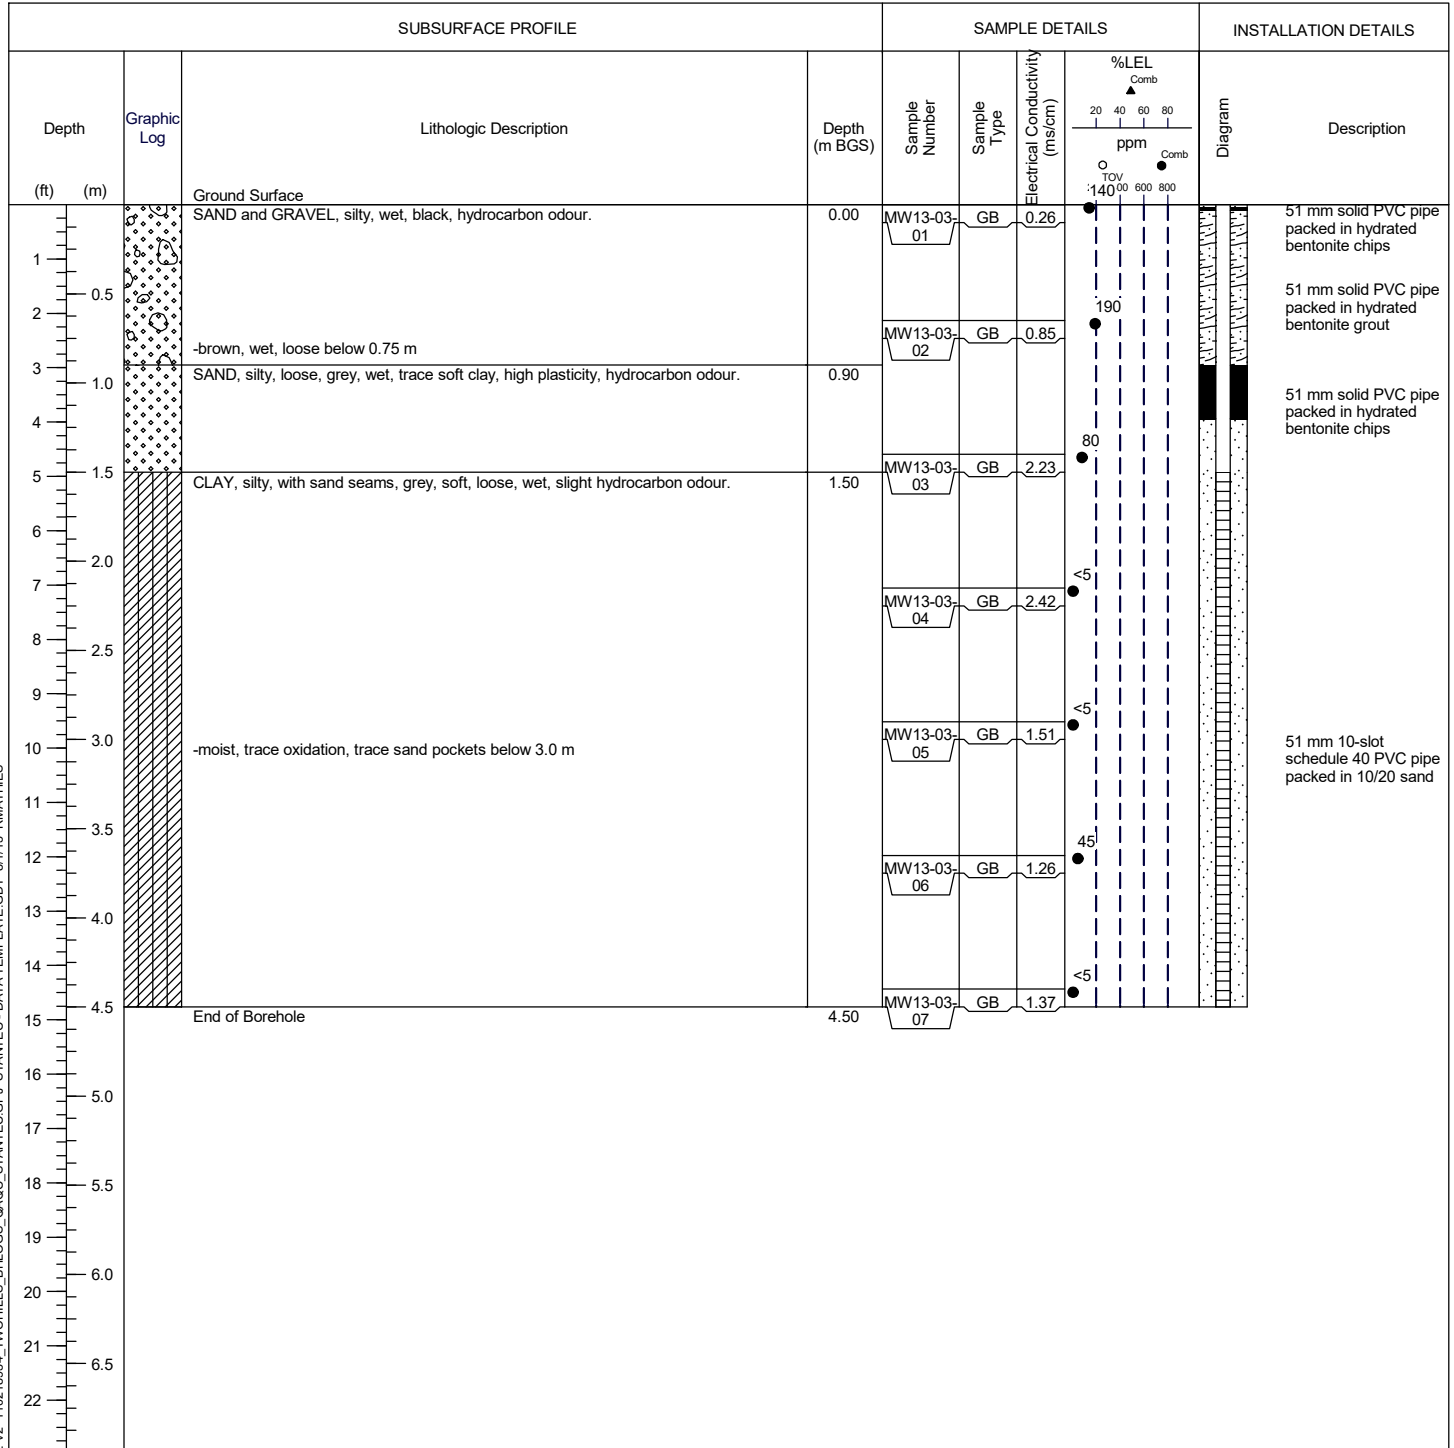 SUBSURFACE PROFILE
SAMPLE DETAILS
INSTALLATION DETAILS
Depth
(ft)
(m)
Graphic
Log
Lithologic Description
Depth
(m BGS)
Sample
Number
Sample
Type
Electrical Conductivity
(ms/cm)
%LEL
Comb
20 40 60 80
ppm
TOV
Comb
140
600 800
Diagram
Description
Ground Surface
SAND and GRAVEL, silty, wet, black, hydrocarbon odour.
0.00
MW13-03-
01
GB
0.26
51 mm solid PVC pipe
packed in hydrated
bentonite chips
1
0.5
2
51 mm solid PVC pipe
packed in hydrated
bentonite grout
190
-brown, wet, loose below 0.75 m
MW13-03-
02
GB
0.85
3
SAND, silty, loose, grey, wet, trace soft clay, high plasticity, hydrocarbon odour.
0.90
1.0
51 mm solid PVC pipe
packed in hydrated
bentonite chips
4
80
MW13-03-
03
GB
2.23
5
1.5
CLAY, silty, with sand seams, grey, soft, loose, wet, slight hydrocarbon odour.
1.50
6
2.0
7
<5
MW13-03-
04
GB
2.42
8
2.5
9
<5
MW13-03-
05
GB
1.51
10
3.0
-moist, trace oxidation, trace sand pockets below 3.0 m
51 mm 10-slot
schedule 40 PVC pipe
packed in 10/20 sand
11
3.5
12
45
MW13-03-
06
GB
1.26
13
4.0
14
<5
MW13-03-
07
GB
1.37
15
4.5
End of Borehole
4.50
16
5.0
17
18
5.5
19
6.0
20
21
6.5
22